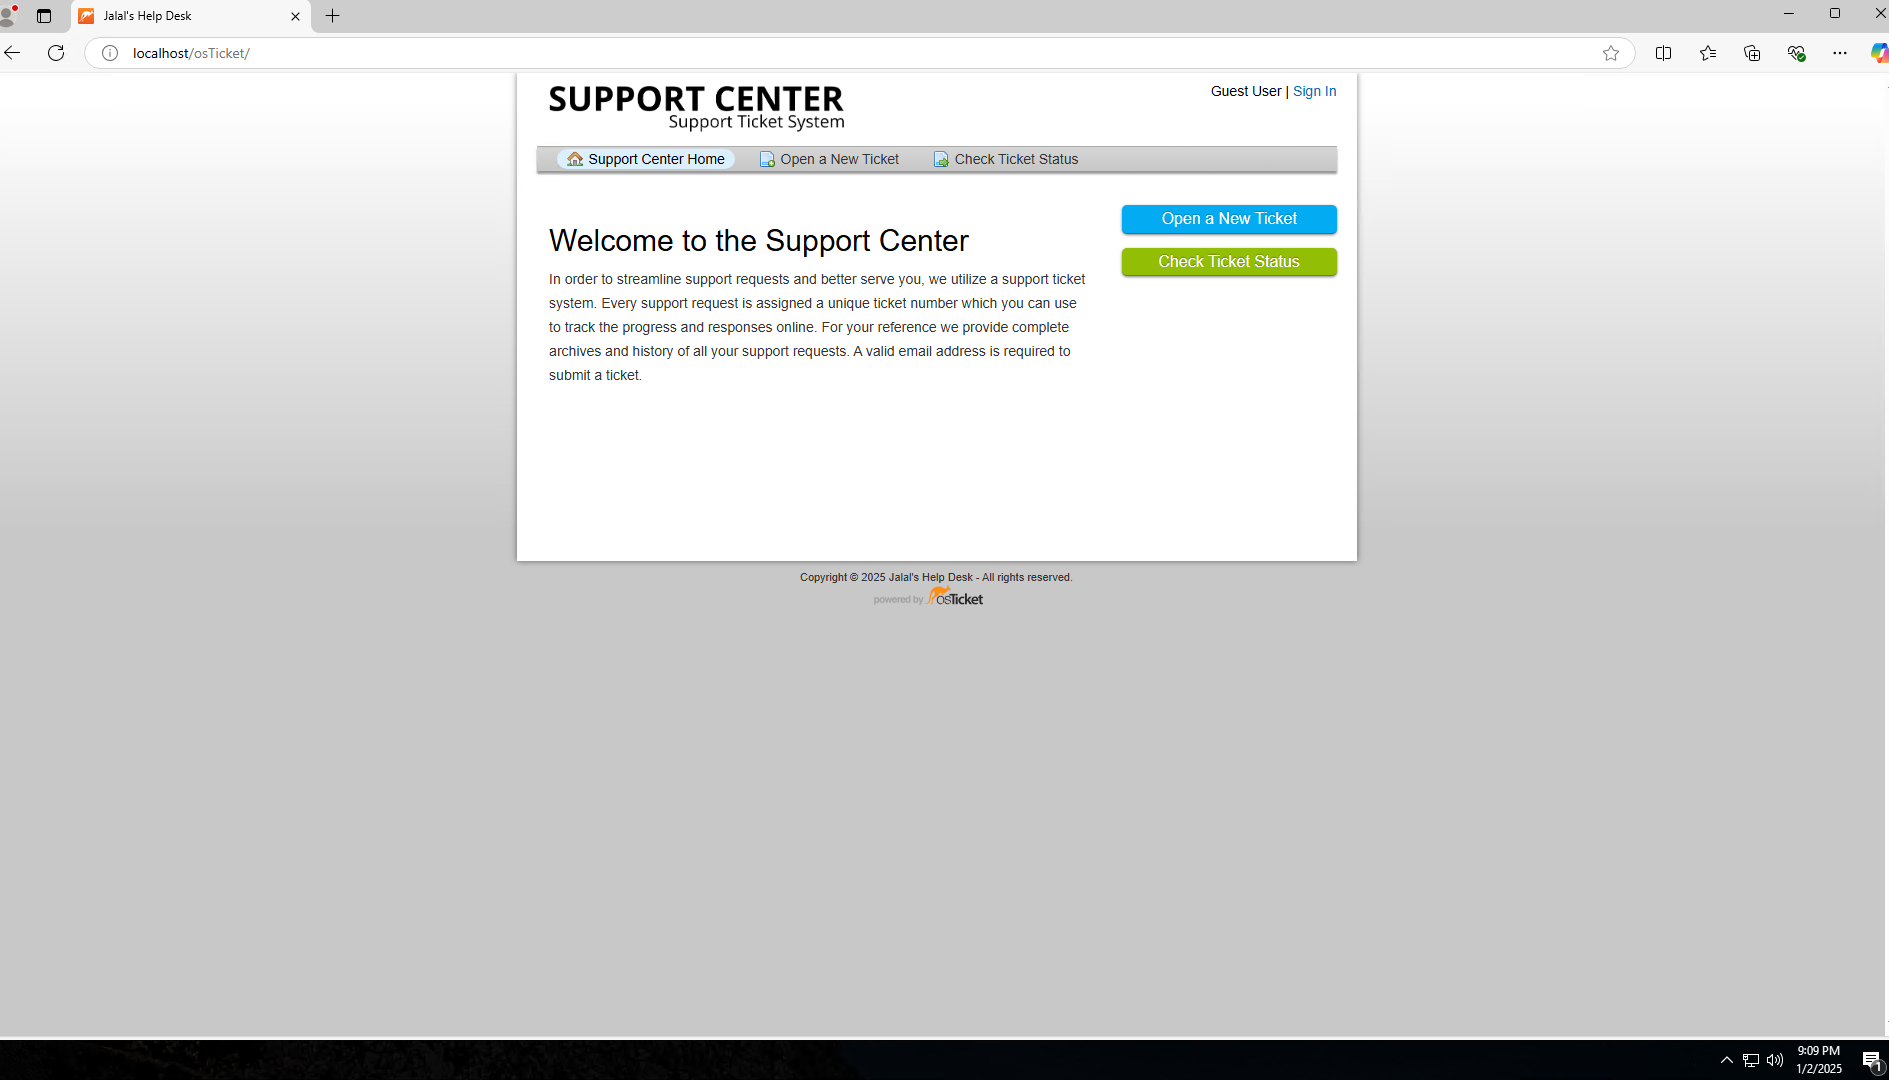 Jalal's Help Desk
localhost/osTicket/
SUPPORT CENTER
Support Ticket System
Guest User | Sign In
Support Center Home
Open a New Ticket
Check Ticket Status
Open a New Ticket
Check Ticket Status
Welcome to the Support Center
In order to streamline support requests and better serve you, we utilize a support ticket
system. Every support request is assigned a unique ticket number which you can use
to track the progress and responses online. For your reference we provide complete
archives and history of all your support requests. A valid email address is required to
submit a ticket.
Copyright © 2025 Jalal's Help Desk - All rights reserved.
powered by osTicket
9:09 PM
1/2/2025
1